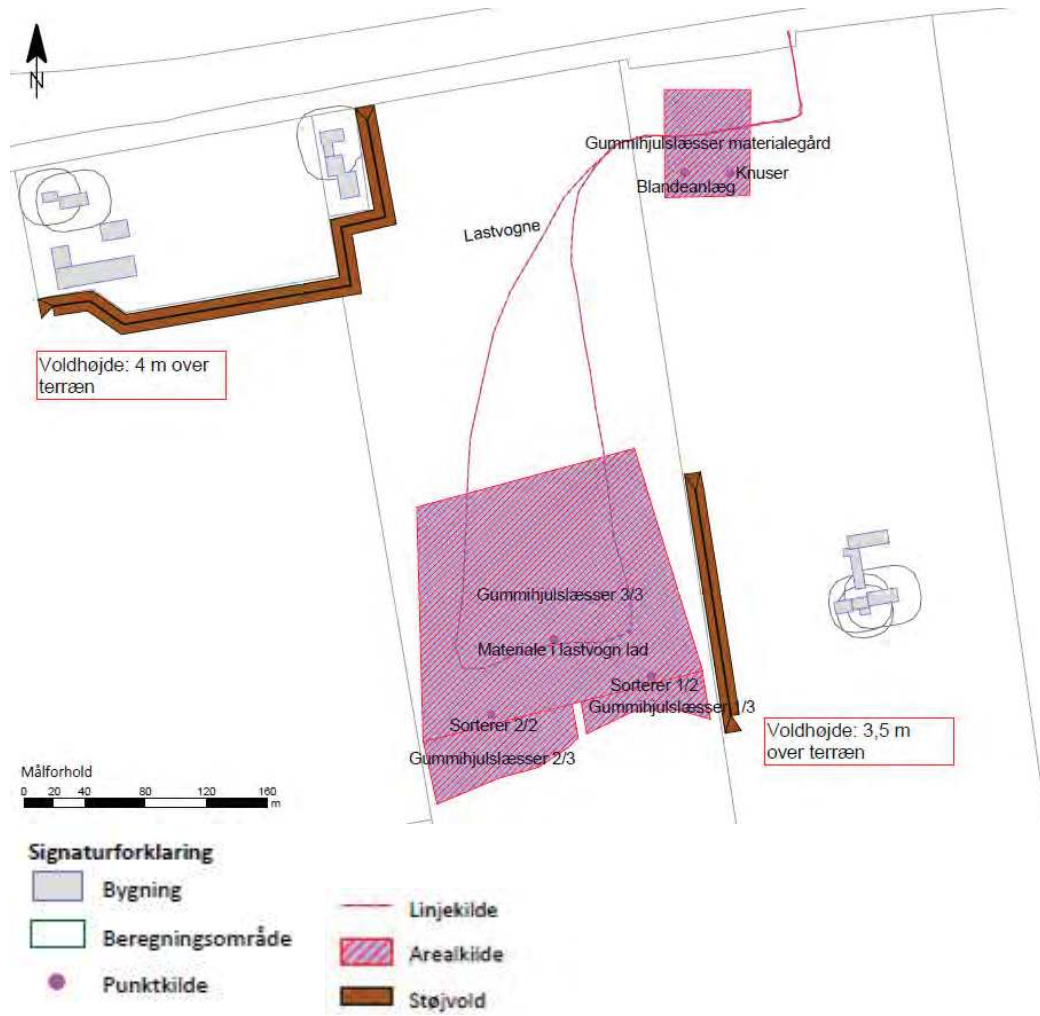 N
Gummihjulslæsser materialegård
Blandeanlæg
Knuser
Lastvogne
Voldhøjde: 4 m over
terræn
Gummihjulslæsser 3/3
Materiale i lastvogn lad
Sorterer 1/2
Gummihjulslæsser 1/3
Sorterer 2/2
Voldhøjde: 3,5 m
over terræn
Gummihjulslæsser 2/3
Målforhold
0 20 40 80 120 160
m
Signaturforklaring
Bygning
Beregningsområde
Punktkilde
Linjekilde
Arealkilde
Støjvold